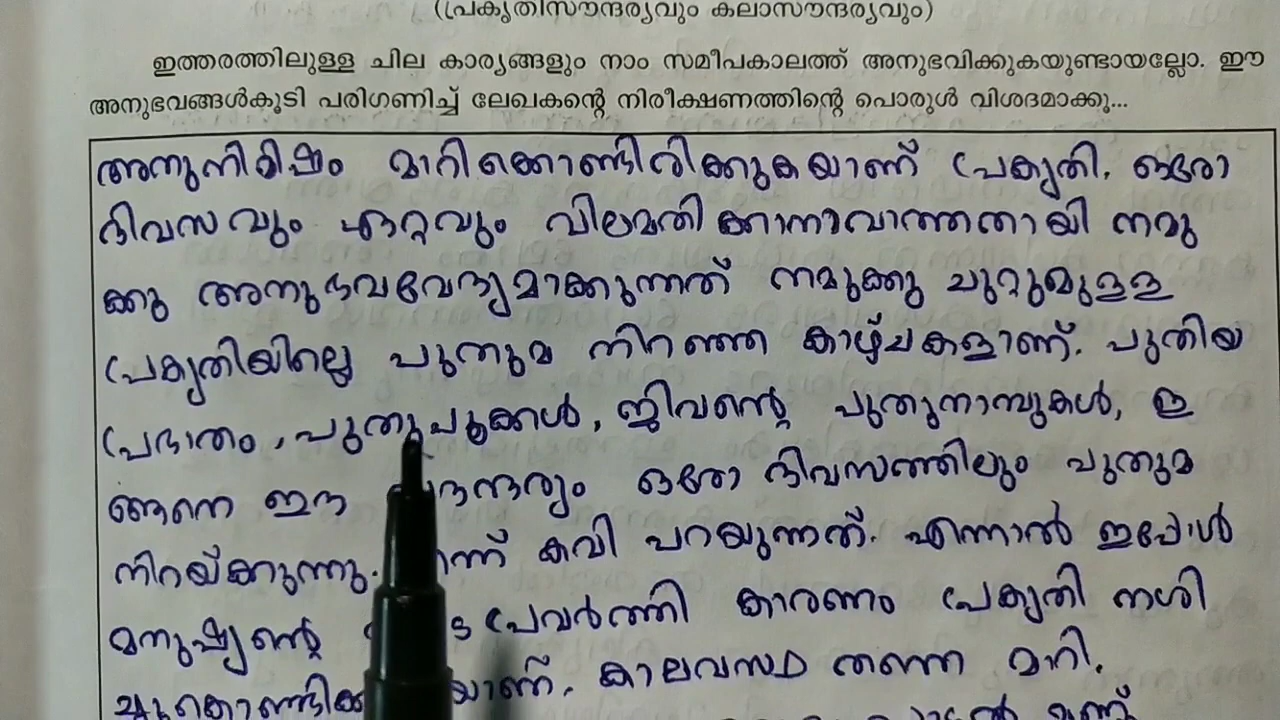 (പ്രകൃതിസൗന്ദര്യവും കലാസൗന്ദര്യവും)
ഇത്തരത്തിലുള്ള ചില കാര്യങ്ങളും നാം സമീപകാലത്ത് അനുഭവിക്കുകയുണ്ടായല്ലോ. ഈ
അനുഭവങ്ങൾകൂടി പരിഗണിച്ച് ലേഖകന്റെ നിരീക്ഷണത്തിന്റെ പൊരുൾ വിശദമാക്കൂ...
അനുനിമിഷം മാറിക്കൊണ്ടിരിക്കുകയാണ് പ്രകൃതി. ഓരോ
ദിവസവും ഏറ്റവും വിലമതിക്കാനാവാത്തതായി നമു
ക്കു അനുഭവവേദ്യമാക്കുന്നത് നമുക്കു ചുറ്റുമുള്ള
പ്രകൃതിയിലെ പുതുമ നിറഞ്ഞ കാഴ്ചകളാണ്. പുതിയ
പ്രഭാതം, പുതുപൂക്കൾ, ജീവന്റെ പുതുനാമ്പുകൾ, ഇ
ങ്ങനെ ഈ ഓരോ ദിവസത്തിലും പുതുമ
നിറയ്ക്കുന്നു. കവി പറയുന്നത്. എന്നാൽ ഇപ്പോൾ
മനുഷ്യന്റെ പ്രവർത്തി കാരണം പ്രകൃതി നശി
കാലവസ്ഥ തന്നെ മാറി.